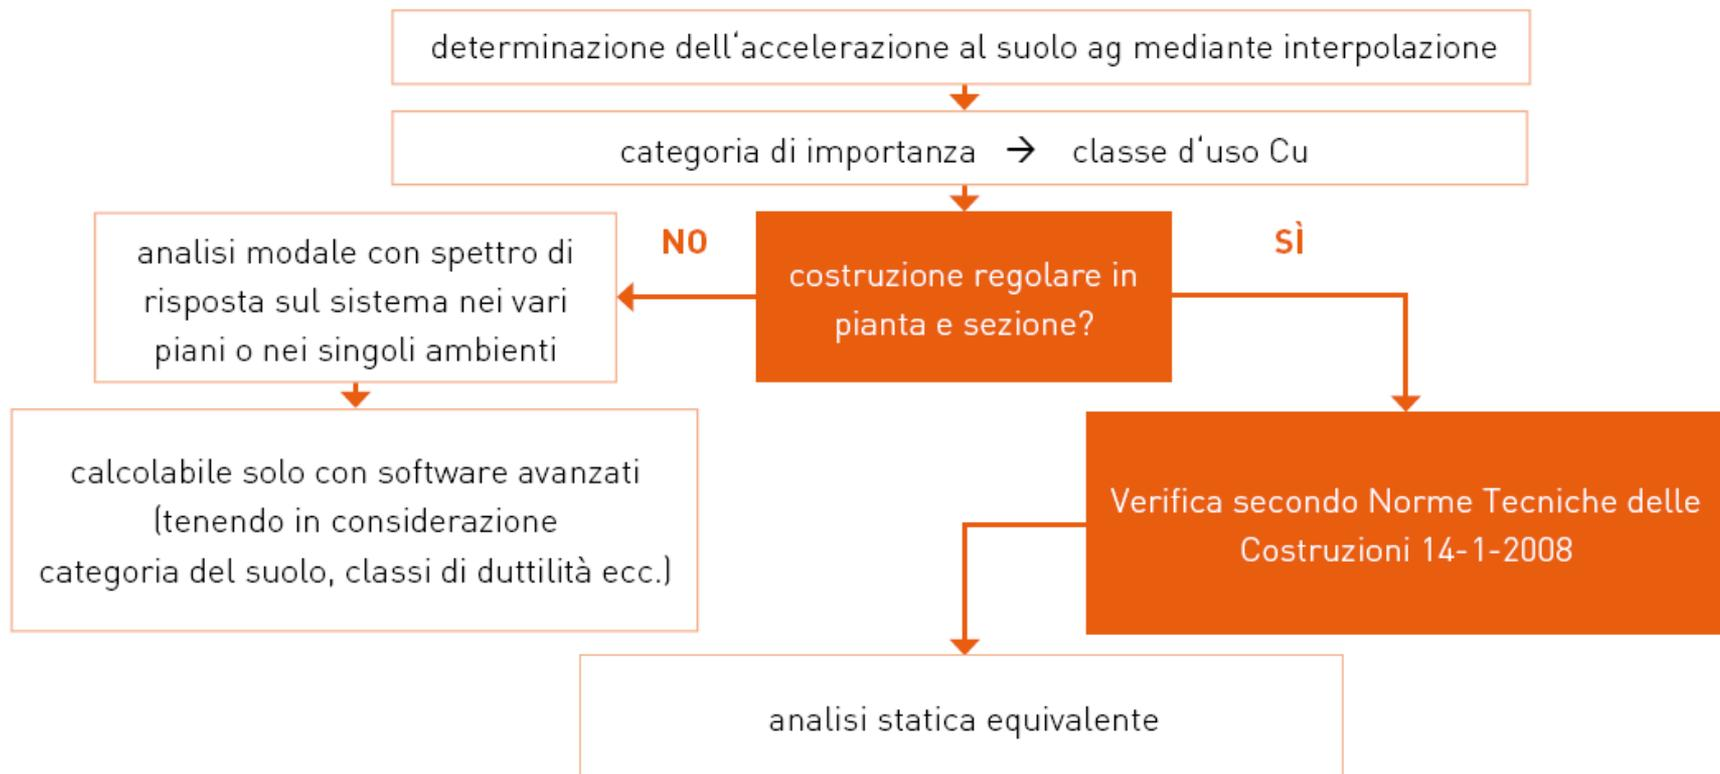 determinazione dell‘accelerazione al suolo ag mediante interpolazione
categoria di importanza → classe d‘uso Cu
NO
SÌ
analisi modale con spettro di
risposta sul sistema nei vari
piani o nei singoli ambienti
costruzione regolare in
pianta e sezione?
calcolabile solo con software avanzati
(tenendo in considerazione
categoria del suolo, classi di duttilità ecc.)
Verifica secondo Norme Tecniche delle
Costruzioni 14-1-2008
analisi statica equivalente